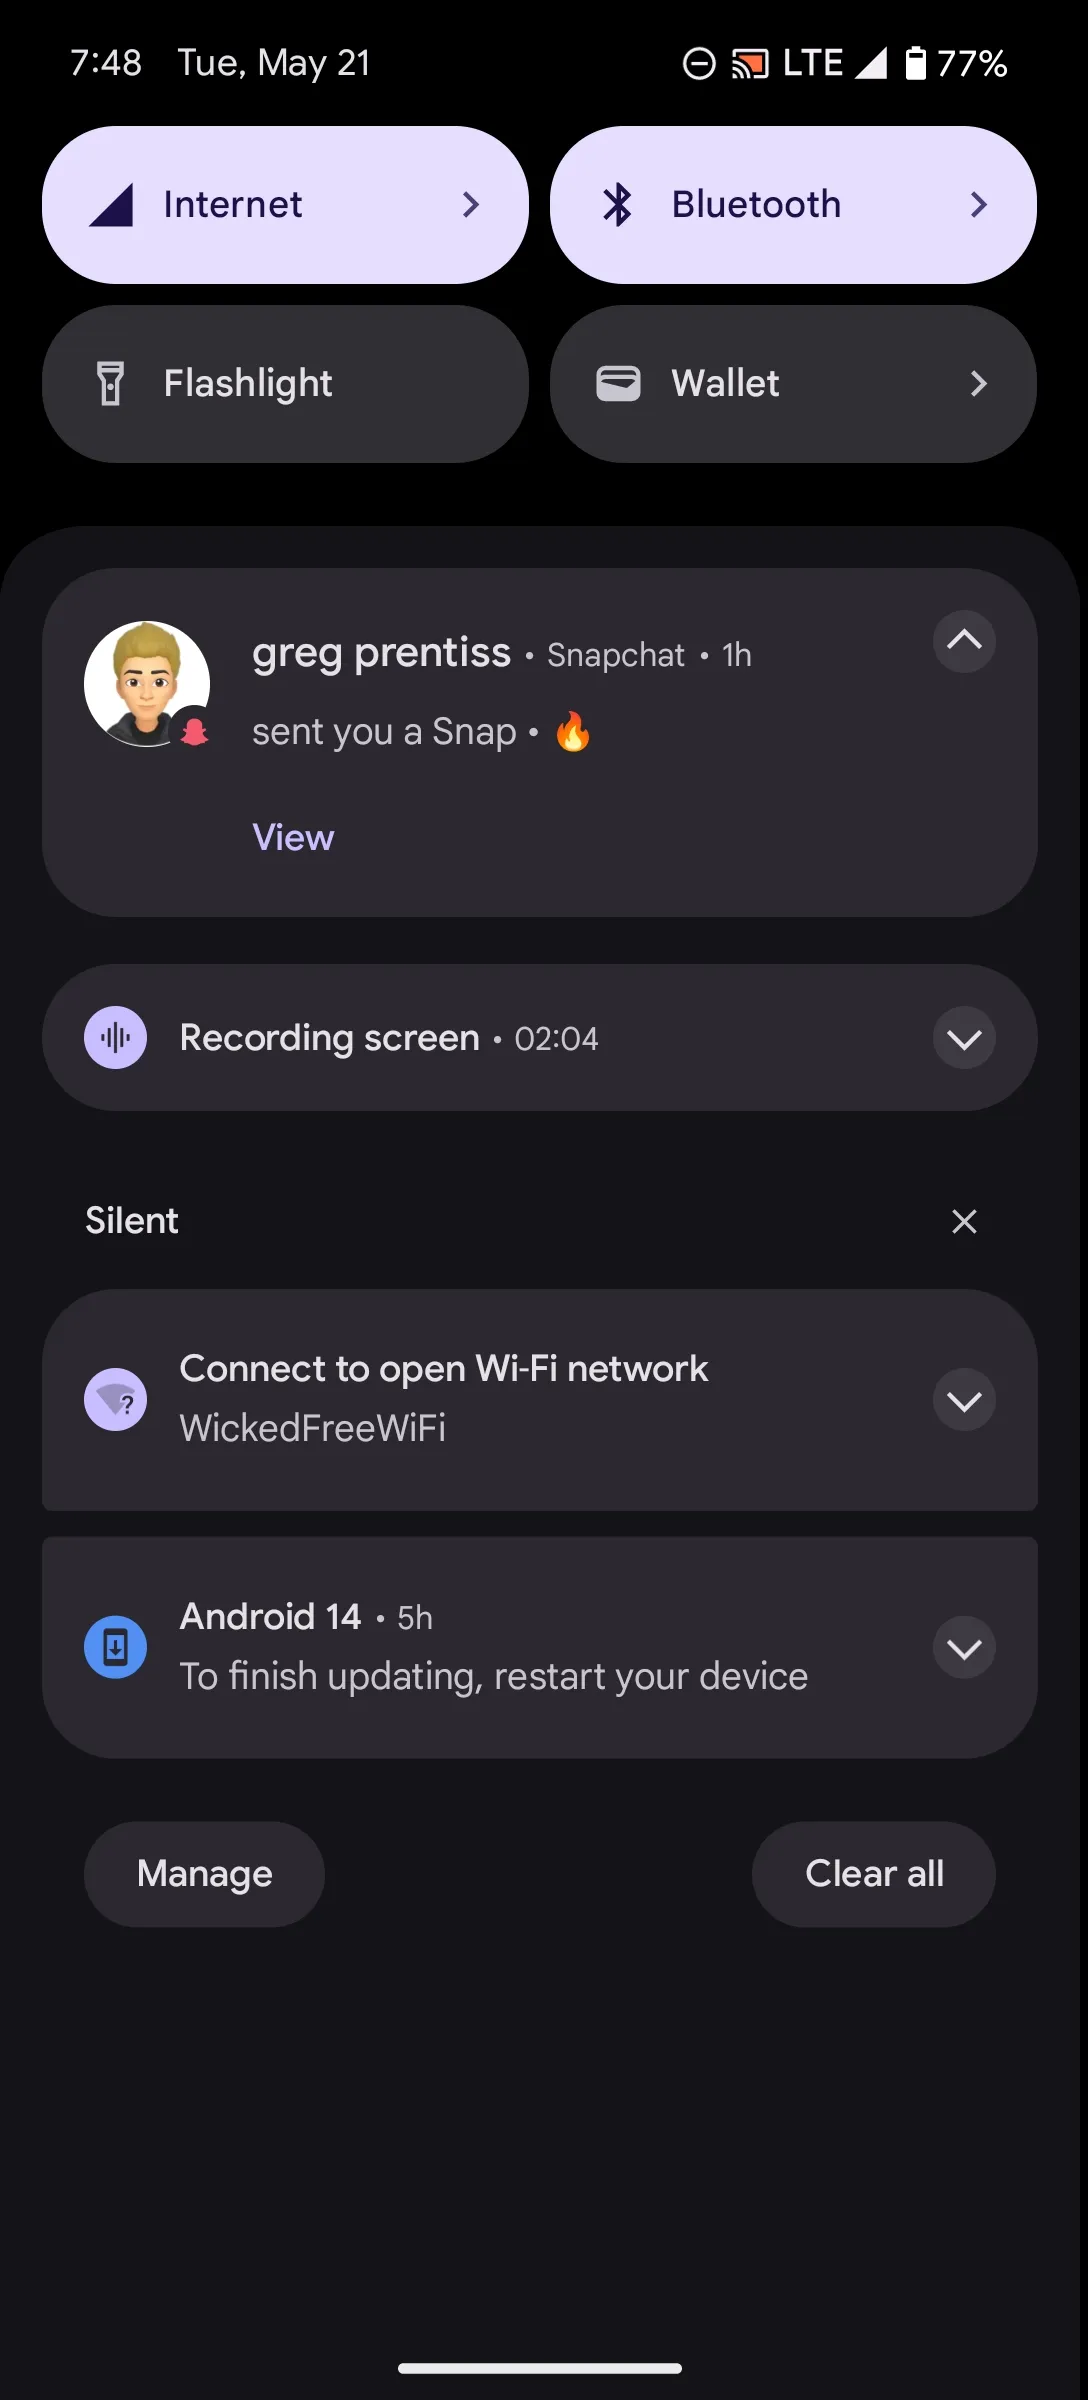 7:48 Tue, May 21 LTE 77%
Internet Bluetooth
Flashlight Wallet
greg prentiss • Snapchat • 1h
sent you a Snap • 🔥
View
Recording screen • 02:04
Silent
Connect to open Wi-Fi network
WickedFreeWiFi
Android 14 • 5h
To finish updating, restart your device
Manage Clear all